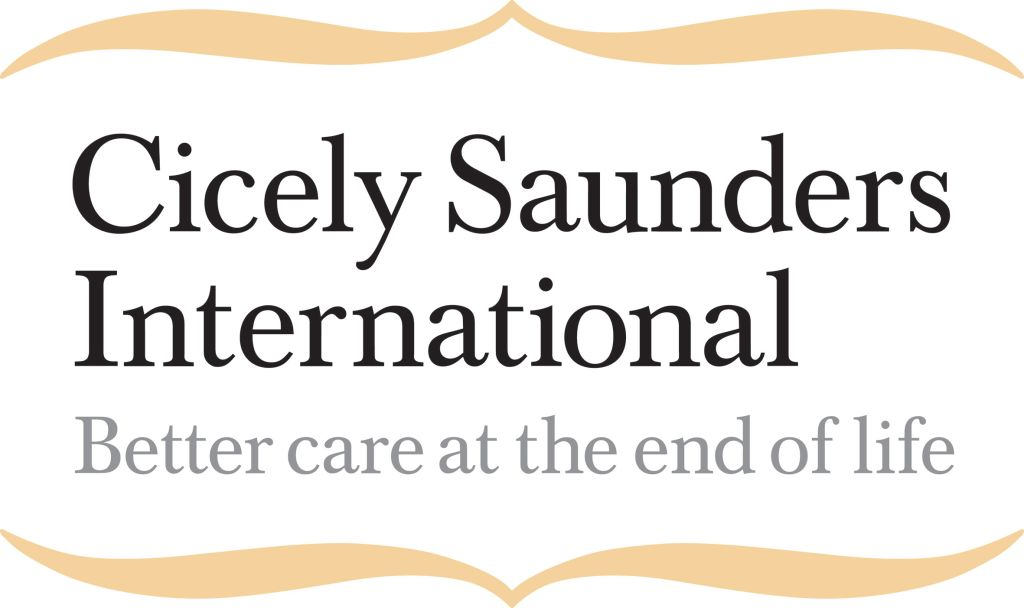 Cicely Saunders
International
Better care at the end of life